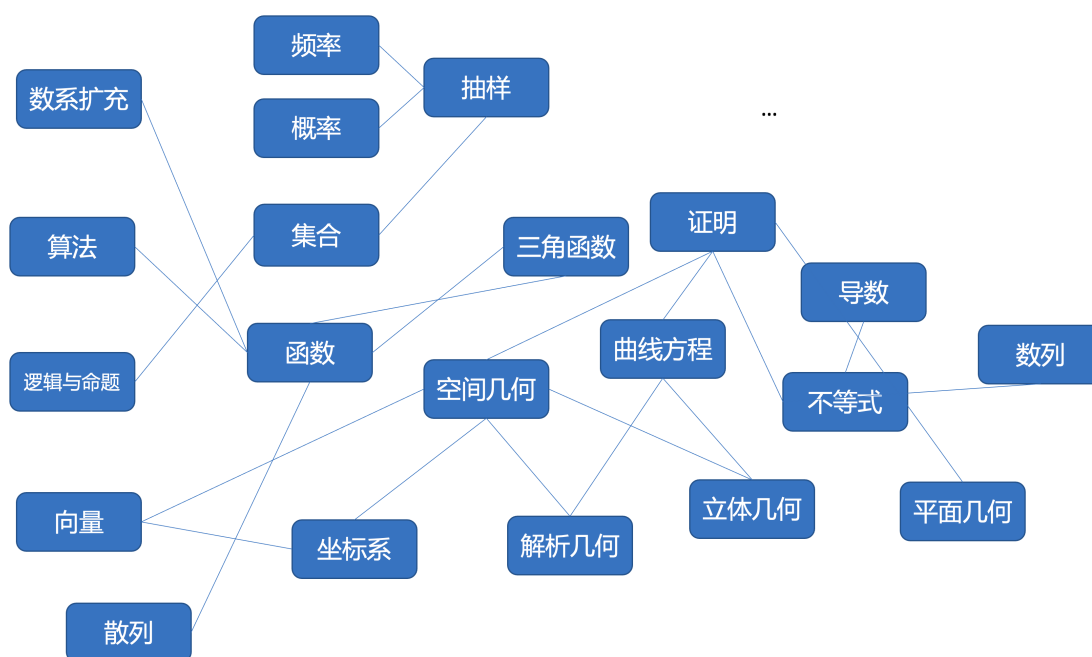 频率
抽样
数系扩充
概率
...
证明
集合
三角函数
算法
导数
函数
曲线方程
数列
逻辑与命题
空间几何
不等式
向量
立体几何
平面几何
坐标系
解析几何
散列